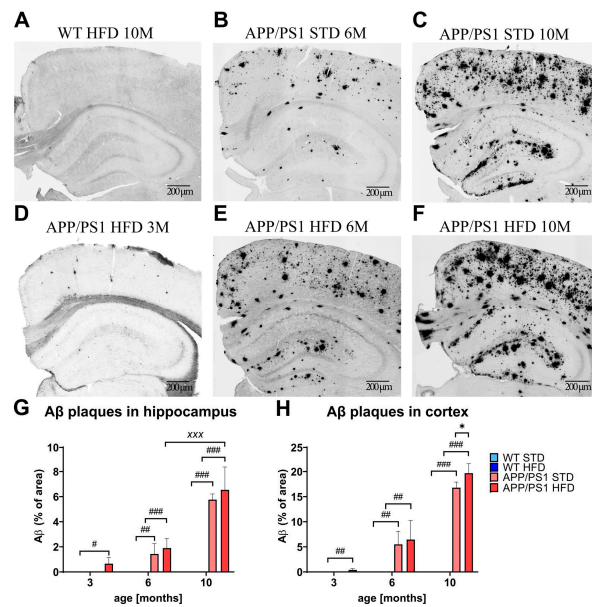 A
WT HFD 10M
200µm
B
APP/PS1 STD 6M
200µm
C
APP/PS1 STD 10M
200µm
D
APP/PS1 HFD 3M
200µm
E
APP/PS1 HFD 6M
200µm
F
APP/PS1 HFD 10M
200µm
G Aβ plaques in hippocampus
Aβ (% of area)
10
8
6
4
2
0
#
##
###
###
###
xxx
3 6 10
age [months]
H Aβ plaques in cortex
Aβ (% of area)
25
20
15
10
5
0
##
##
##
###
###
*
3 6 10
age [months]
WT STD
WT HFD
APP/PS1 STD
APP/PS1 HFD